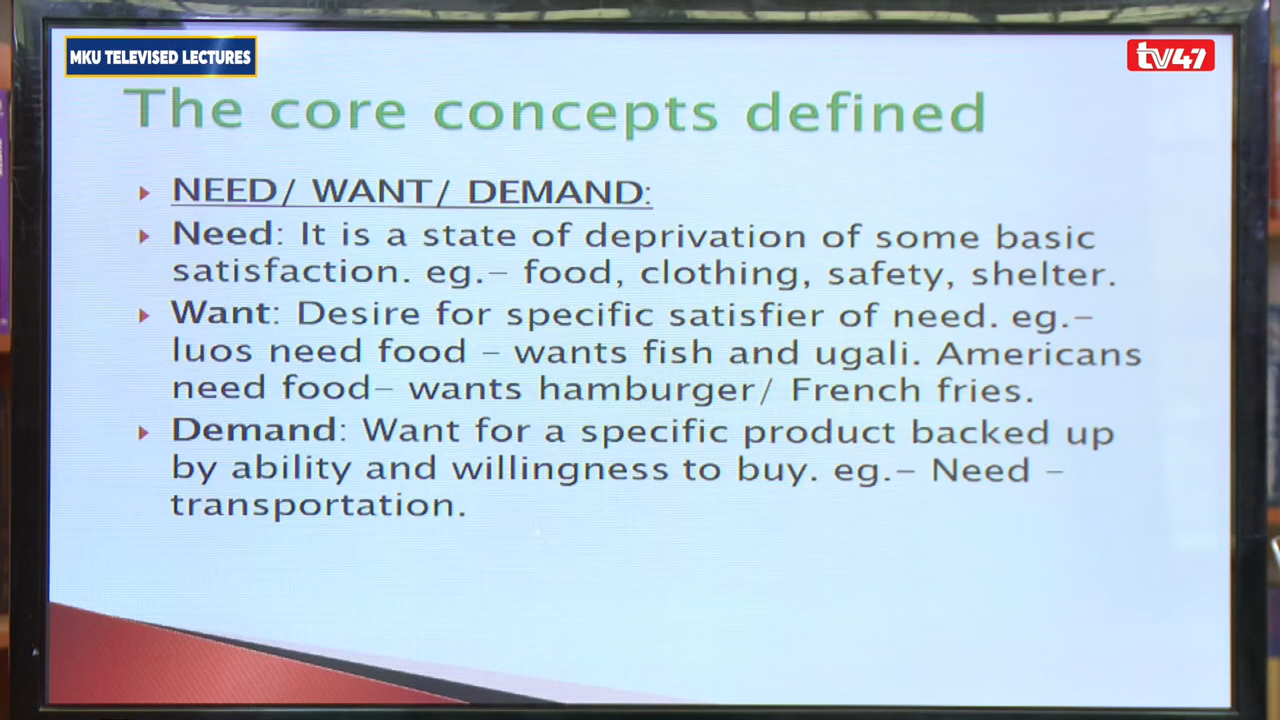 MKU TELEVISED LECTURES
tv47
The core concepts defined
NEED/ WANT/ DEMAND:
Need: It is a state of deprivation of some basic
satisfaction. eg.– food, clothing, safety, shelter.
Want: Desire for specific satisfier of need. eg.–
luos need food – wants fish and ugali. Americans
need food– wants hamburger/ French fries.
Demand: Want for a specific product backed up
by ability and willingness to buy. eg.– Need –
transportation.